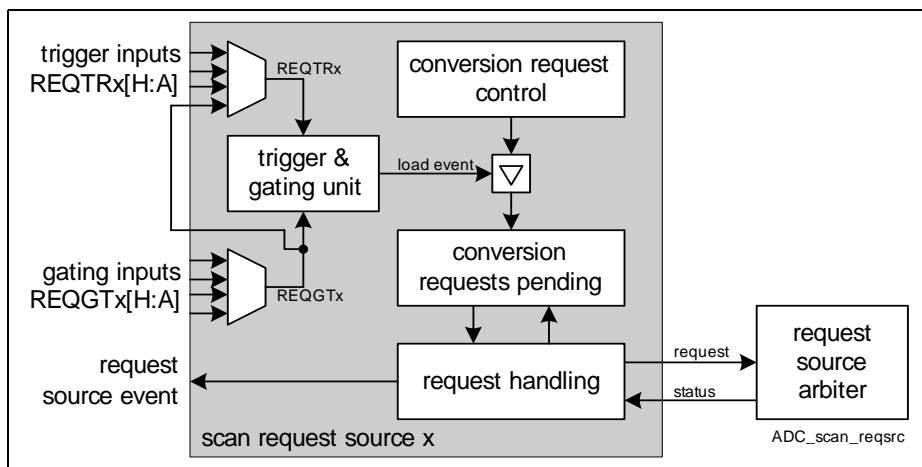 trigger inputs
REQTRx[H:A]
REQTRx
conversion request
control
trigger &
gating unit
load event
conversion
requests pending
gating inputs
REQGTx[H:A]
REQGTx
request
source event
request handling
request
status
request
source
arbiter
scan request source x
ADC_scan_reqsrc